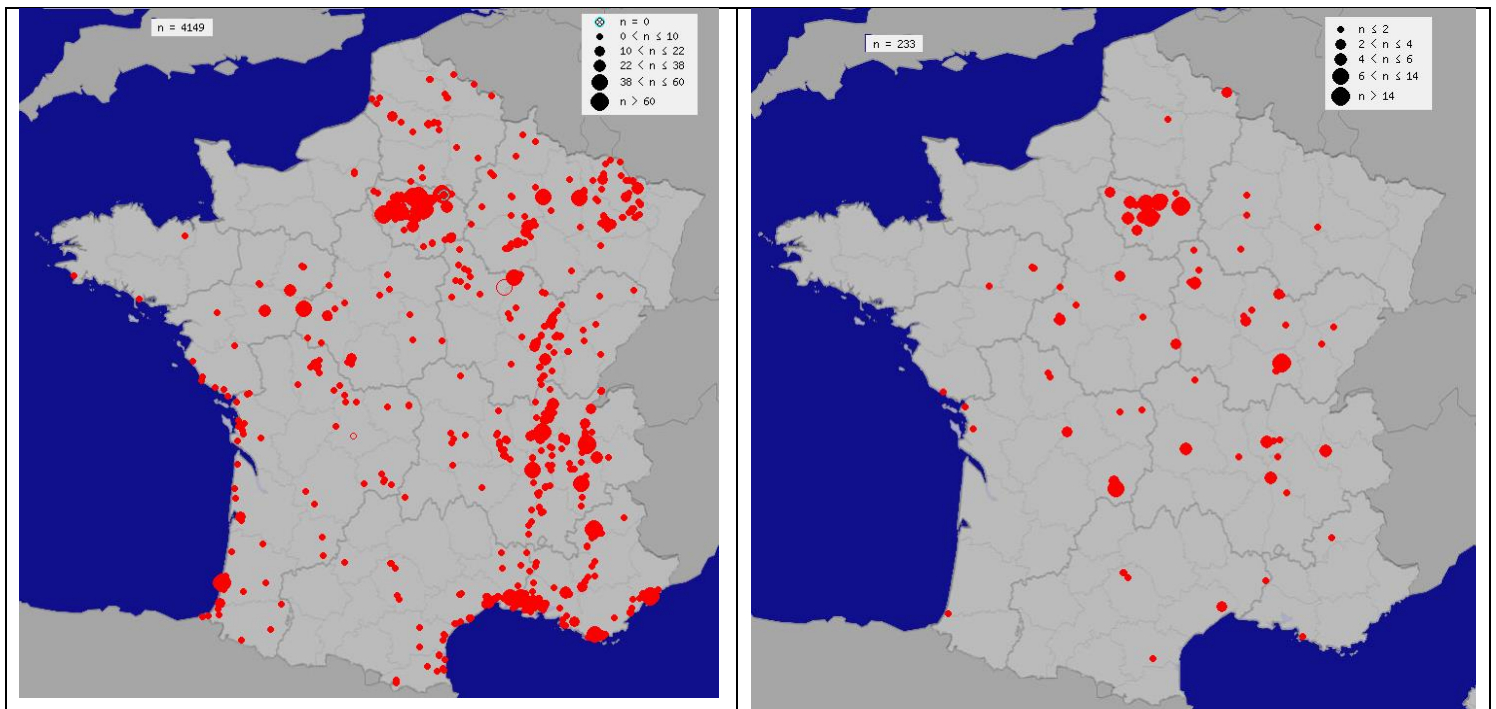 n = 4149
n = 0
0 < n ≤ 10
10 < n ≤ 22
22 < n ≤ 38
38 < n ≤ 60
n > 60
n = 233
n ≤ 2
2 < n ≤ 4
4 < n ≤ 6
6 < n ≤ 14
n > 14